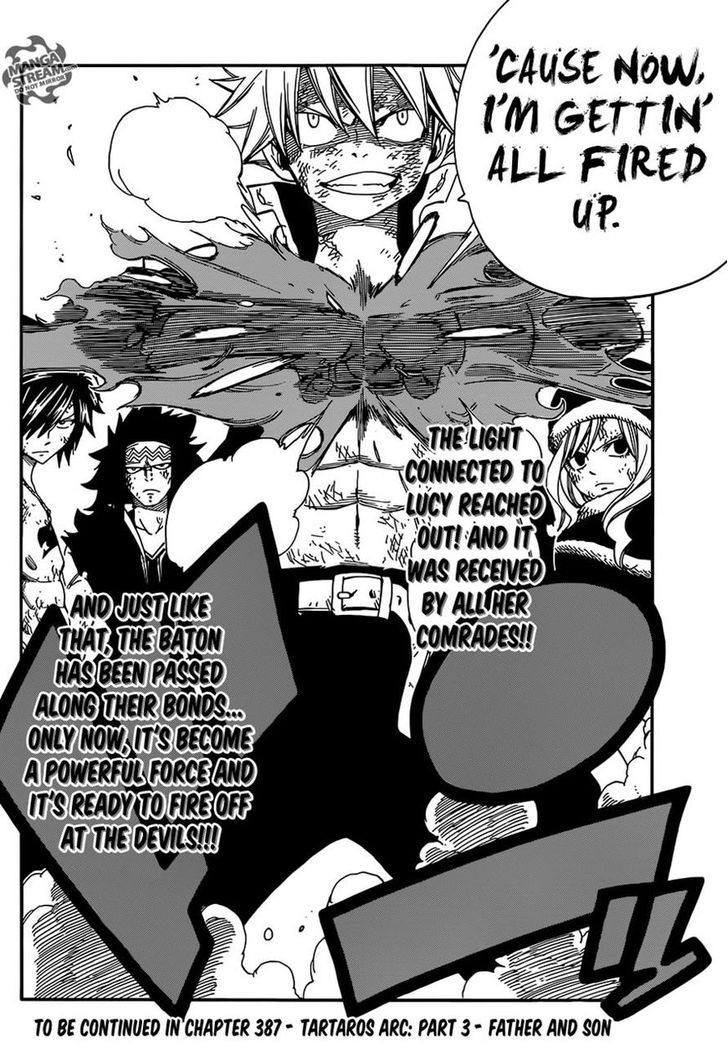 MANGA
STREAM.com
DO NOT MIRROR
'CAUSE NOW,
I'M GETTIN'
ALL FIRED
UP.
THE LIGHT
CONNECTED TO
LUCY REACHED
OUT! AND IT
WAS RECEIVED
BY ALL HER
COMRADES!!
AND JUST LIKE
THAT, THE BATON
HAS BEEN PASSED
ALONG THEIR BONDS...
ONLY NOW, IT'S BECOME
A POWERFUL FORCE AND
IT'S READY TO FIRE OFF
AT THE DEVILS!!!
TO BE CONTINUED IN CHAPTER 387 - TARTAROS ARC: PART 3 - FATHER AND SON